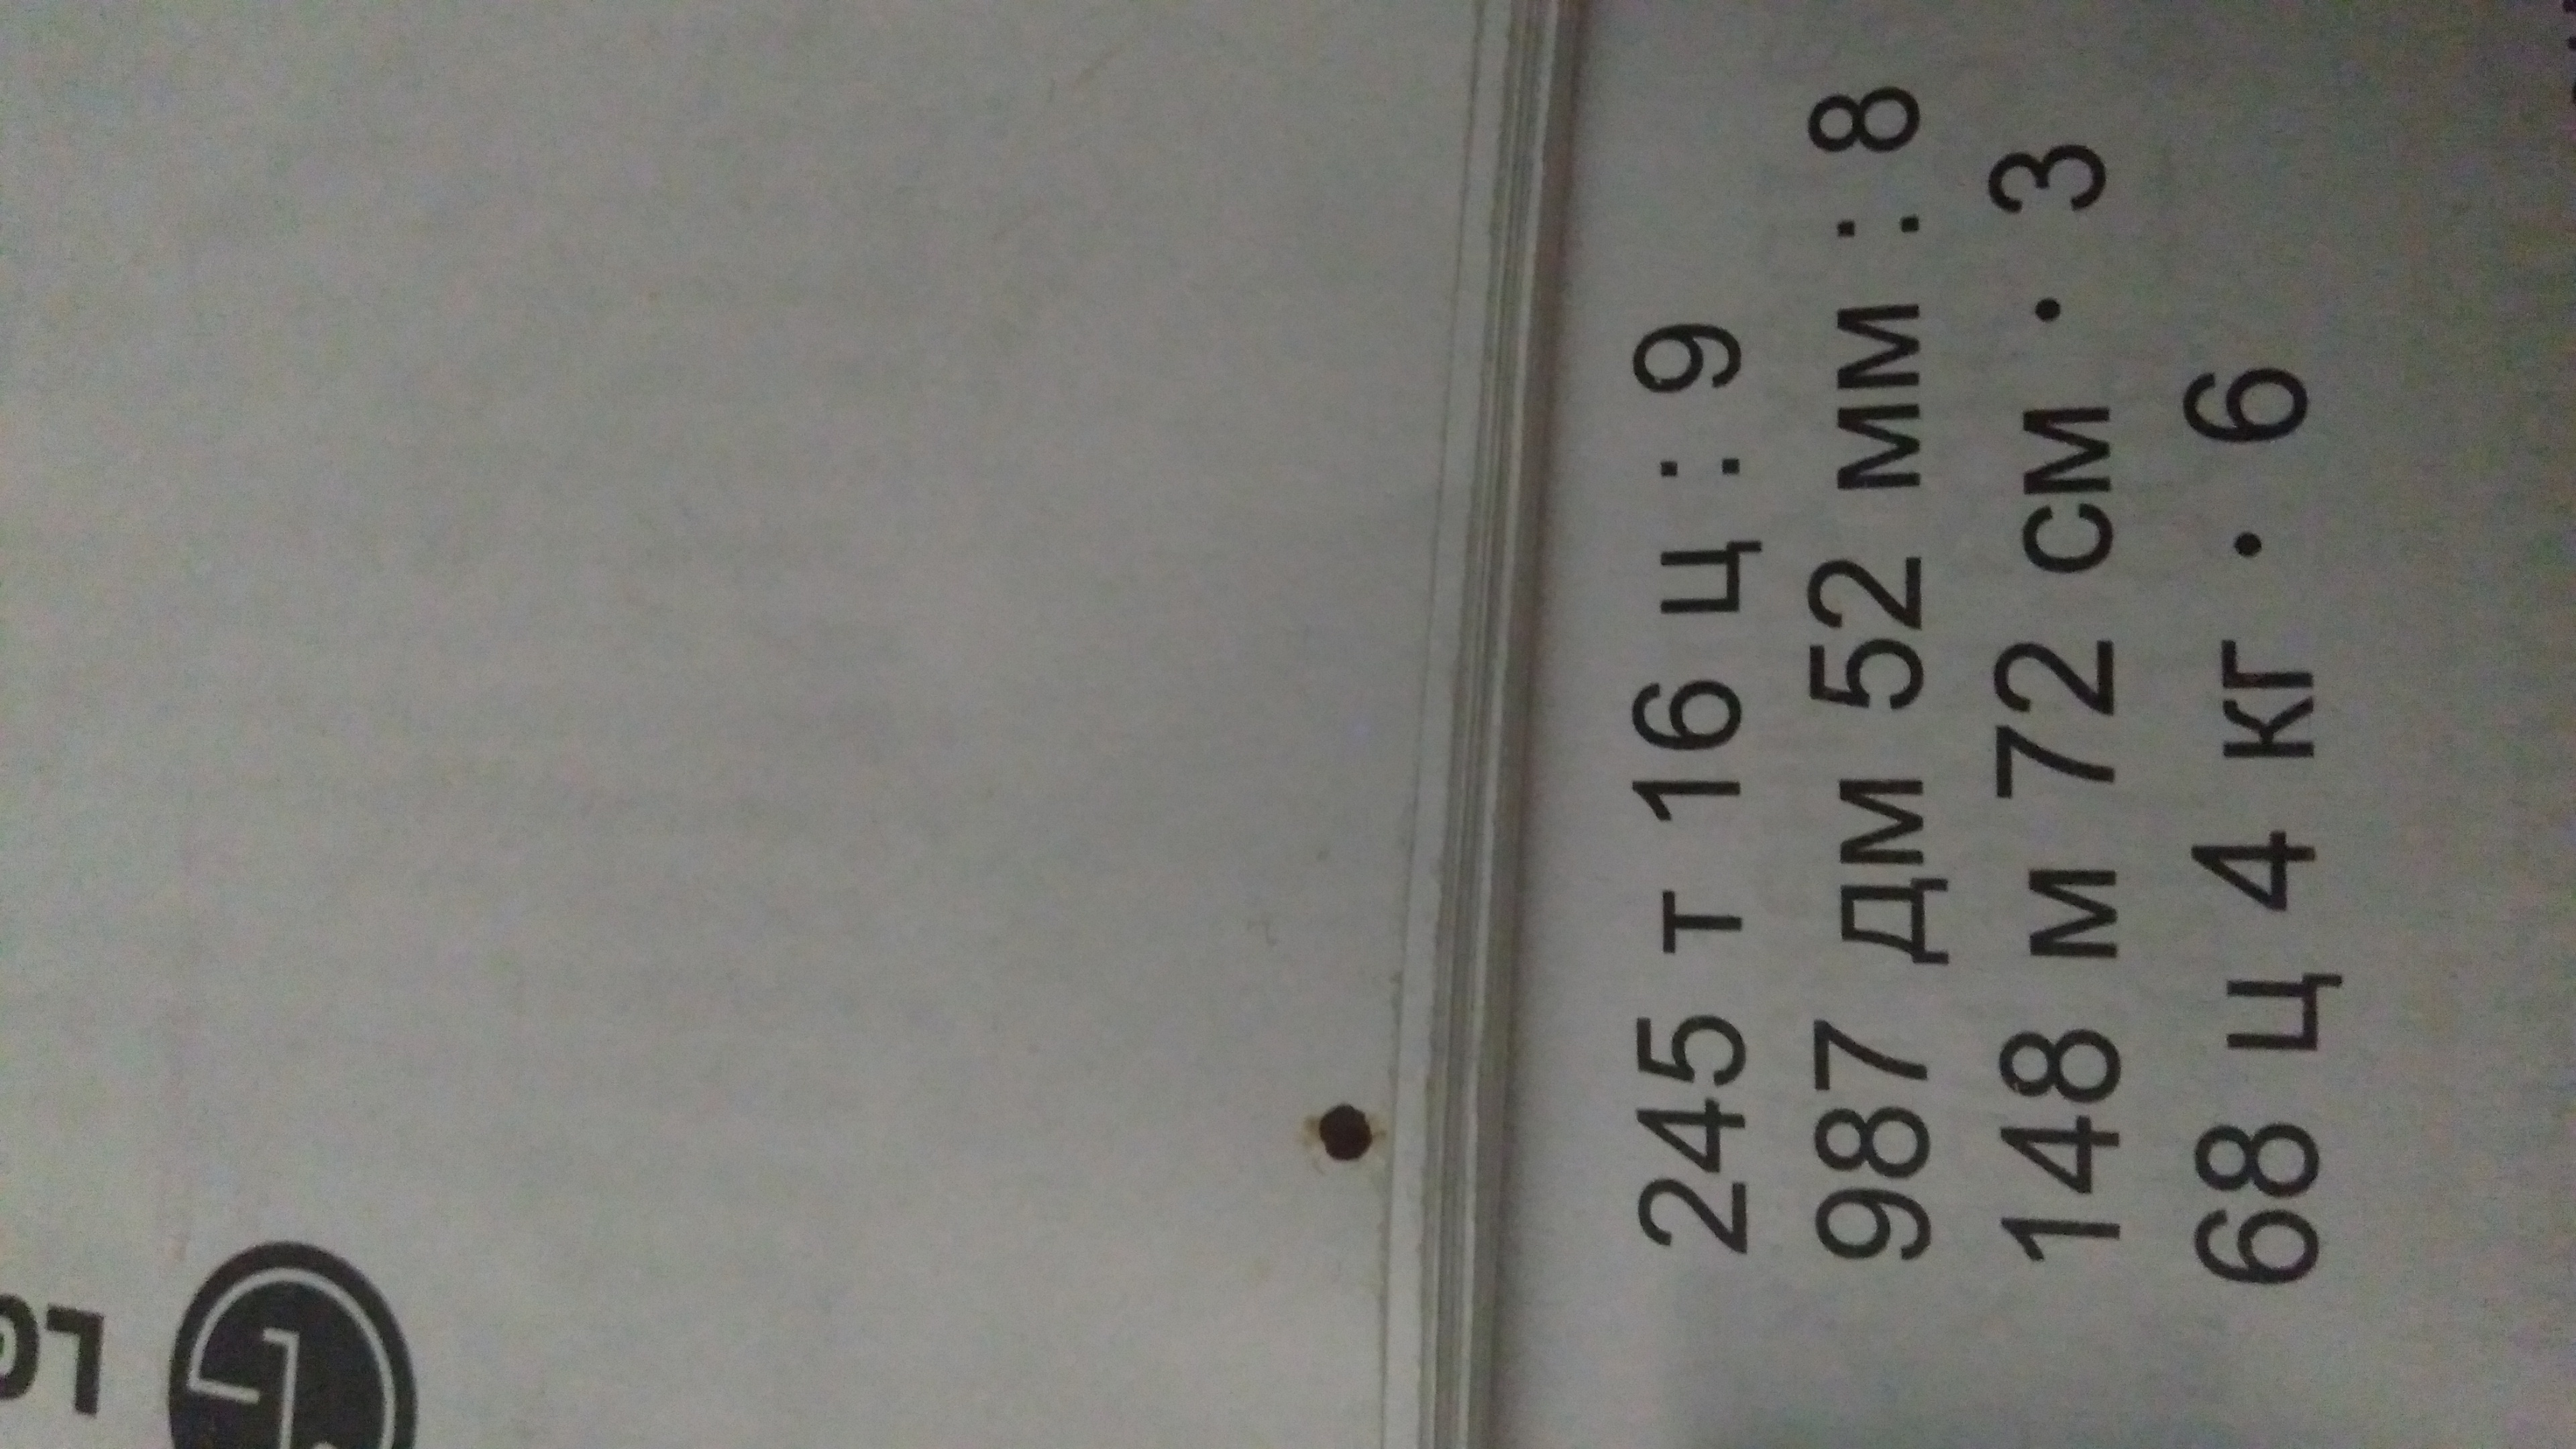 245 т 16 ц : 9
987 дм 52 мм : 8
148 м 72 см · 3
68 ц 4 кг · 6